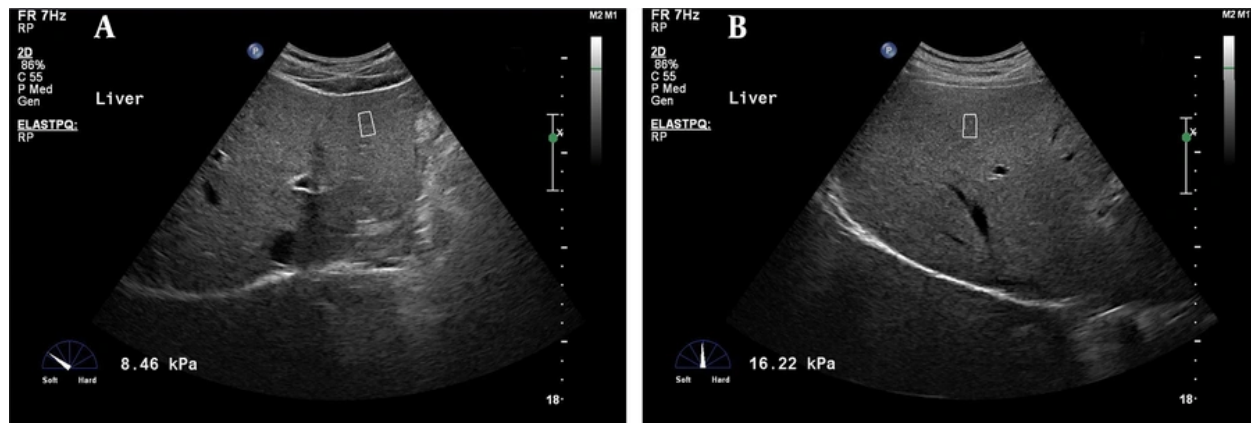 FR 7Hz
RP
A
M2 M1
P
2D
86%
C 55
P Med
Gen
Liver
ELASTPQ:
RP
X
8.46 kPa
Soft Hard
18
FR 7Hz
RP
B
M2 M1
P
2D
86%
C 55
P Med
Gen
Liver
ELASTPQ:
RP
X
16.22 kPa
Soft Hard
18